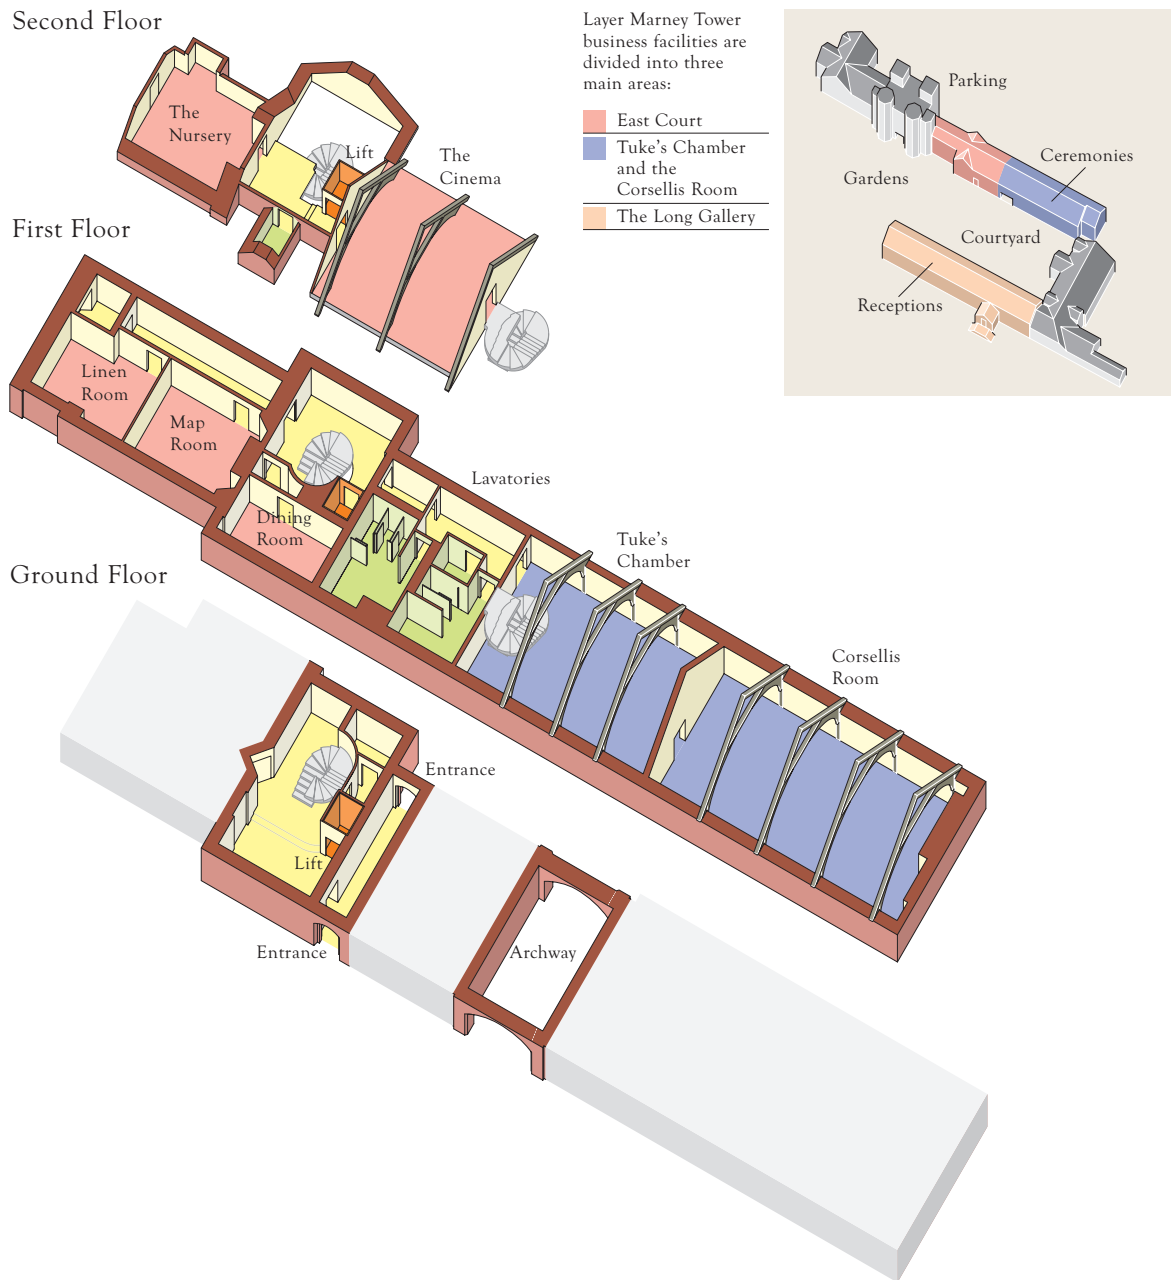 Second Floor
The
Nursery
Lift
The
Cinema
Layer Marney Tower
business facilities are
divided into three
main areas:
East Court
Tuke's Chamber
and the
Corsellis Room
The Long Gallery
Parking
Ceremonies
Gardens
Courtyard
Receptions
First Floor
Linen
Room
Map
Room
Dining
Room
Lavatories
Tuke's
Chamber
Corsellis
Room
Ground Floor
Entrance
Lift
Entrance
Archway